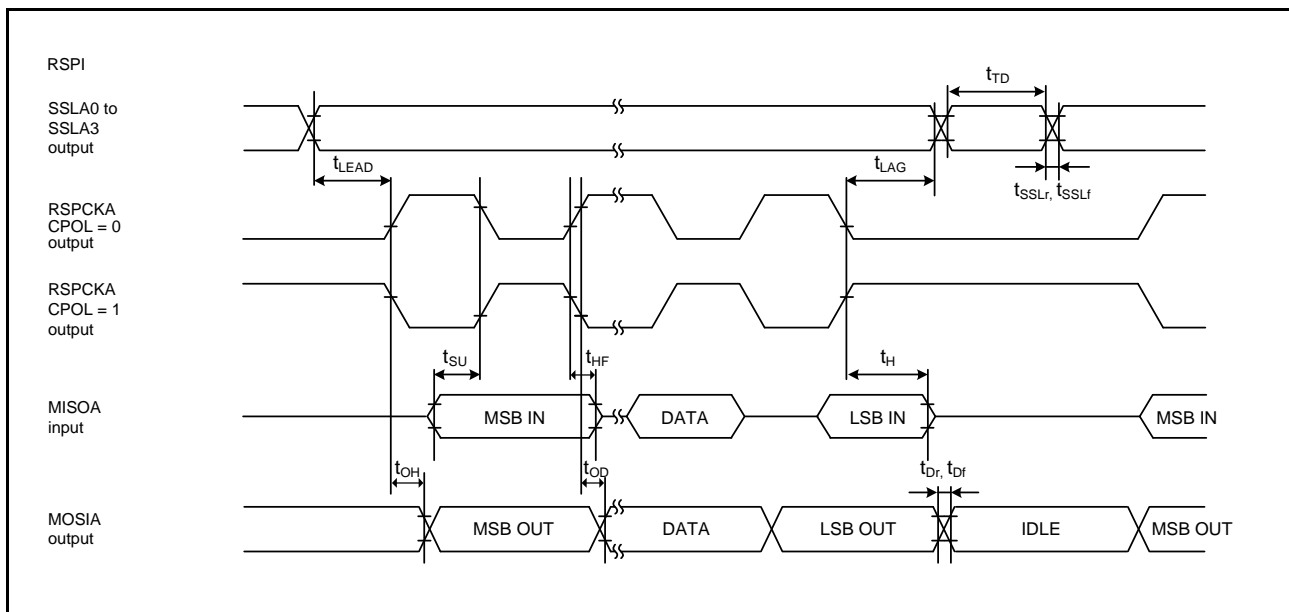 RSPI
SSLA0 to
SSLA3
output
tTD
tLEAD
tLAG
tSSLr, tSSLf
RSPCKA
CPOL = 0
output
RSPCKA
CPOL = 1
output
tSU
tHF
tH
MISOA
input
MSB IN
DATA
LSB IN
MSB IN
tOH
tOD
tDr, tDf
MOSIA
output
MSB OUT
DATA
LSB OUT
IDLE
MSB OUT